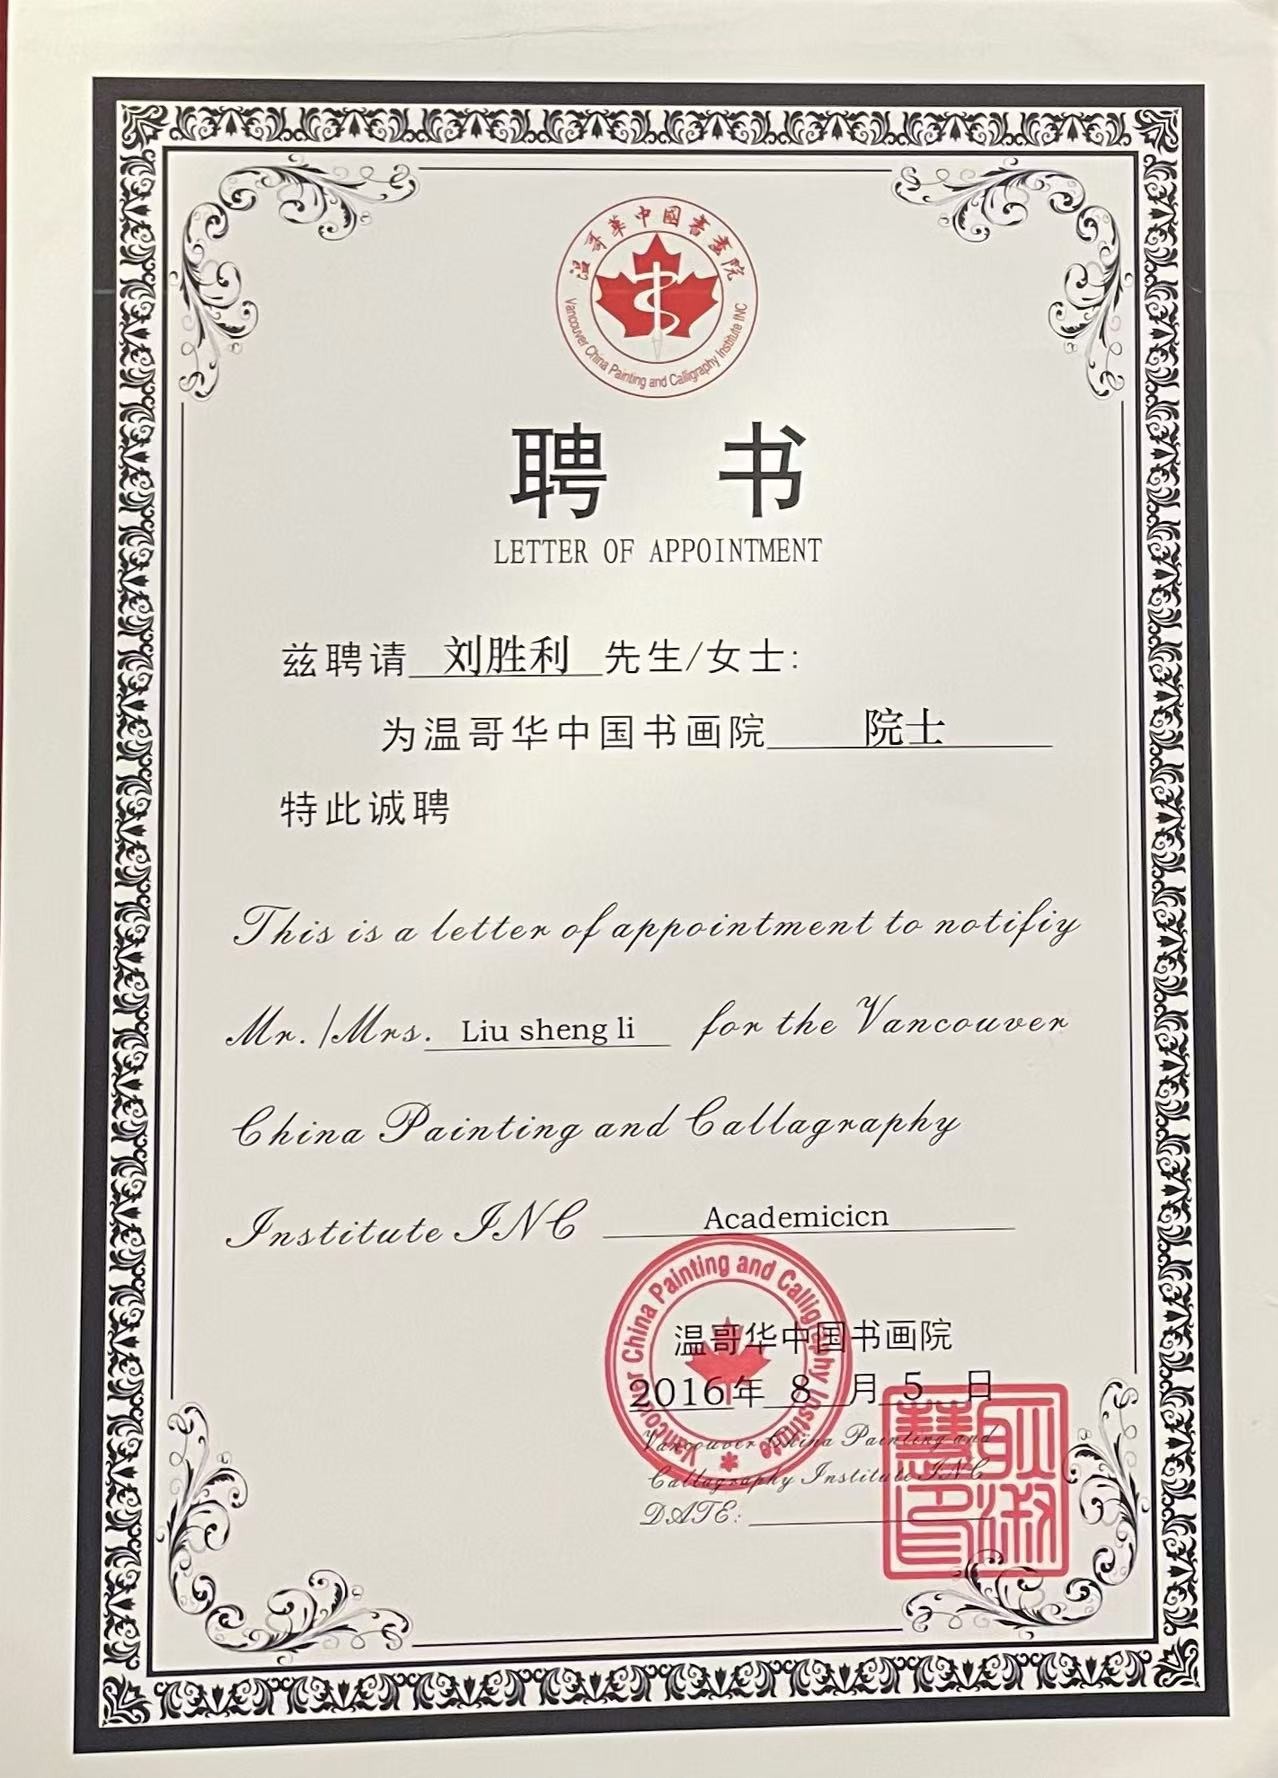 温哥华中國書畫院
Vancouver China Painting and Calligraphy Institute INC
聘 书
LETTER OF APPOINTMENT
兹聘请 刘胜利 先生/女士:
为温哥华中国书画院 院士
特此诚聘
This is a letter of appointment to notifiy
Mr. /Mrs. Liu sheng li for the Vancouver
China Painting and Callagraphy
Institute INC Academicicn
Vancouver China Painting and Calligraphy Institute
温哥华中国书画院
2016年 8 月 5 日
Vancouver China Painting and
Callagraphy Institute INC
DATE: